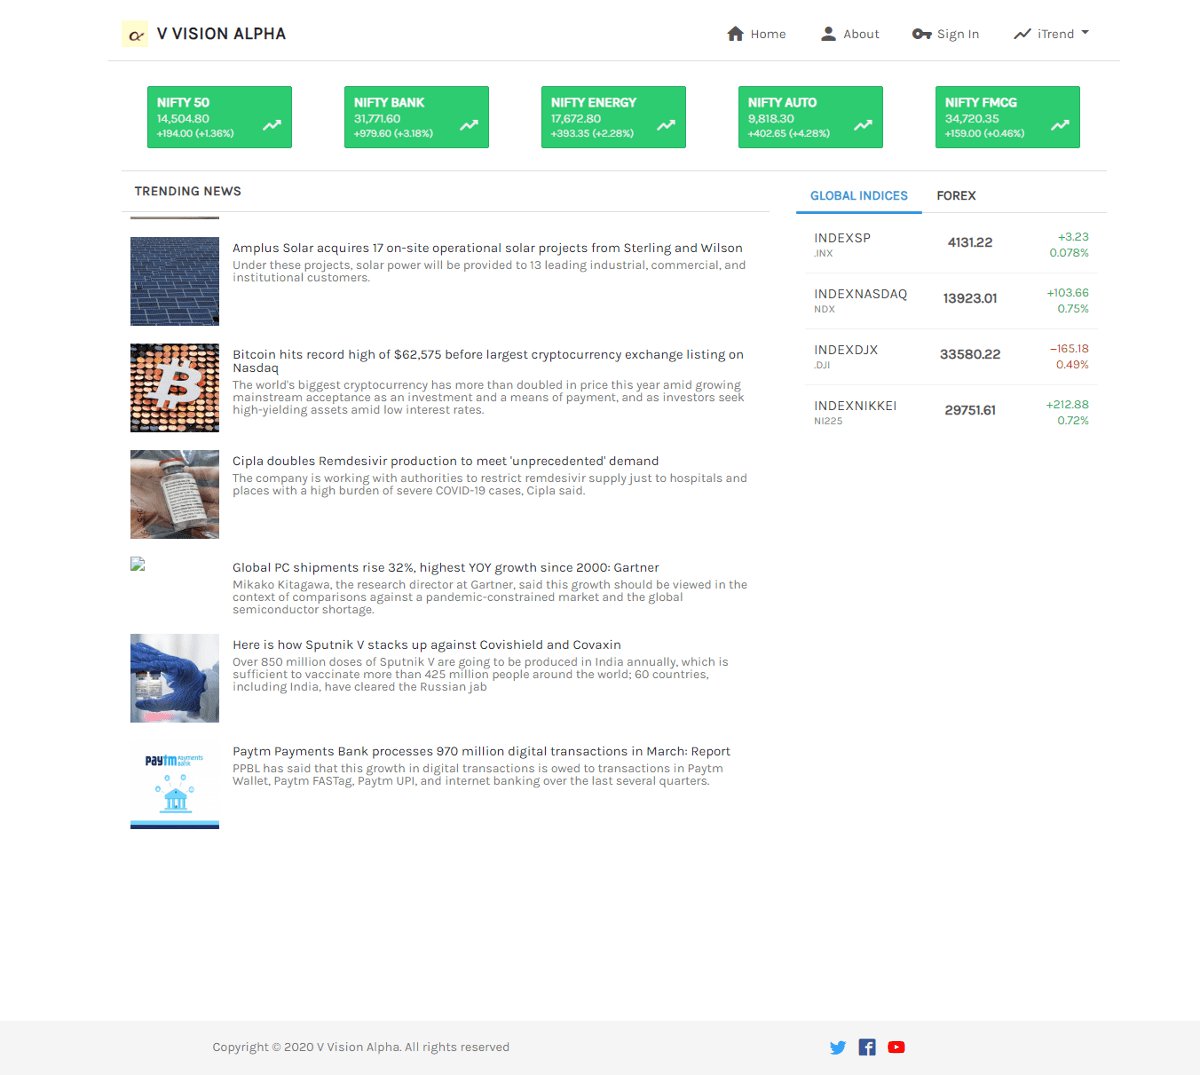 V VISION ALPHA
Home
About
Sign In
iTrend
NIFTY 50
14,504.80
+194.00 (+1.36%)
NIFTY BANK
31,771.60
+979.60 (+3.18%)
NIFTY ENERGY
17,672.80
+393.35 (+2.28%)
NIFTY AUTO
9,818.30
+402.65 (+4.28%)
NIFTY FMCG
34,720.35
+159.00 (+0.46%)
TRENDING NEWS
Amplus Solar acquires 17 on-site operational solar projects from Sterling and Wilson
Under these projects, solar power will be provided to 13 leading industrial, commercial, and
institutional customers.
Bitcoin hits record high of $62,575 before largest cryptocurrency exchange listing on
Nasdaq
The world's biggest cryptocurrency has more than doubled in price this year amid growing
mainstream acceptance as an investment and a means of payment, and as investors seek
high-yielding assets amid low interest rates.
Cipla doubles Remdesivir production to meet 'unprecedented' demand
The company is working with authorities to restrict remdesivir supply just to hospitals and
places with a high burden of severe COVID-19 cases, Cipla said.
Global PC shipments rise 32%, highest YOY growth since 2000: Gartner
Mikako Kitagawa, the research director at Gartner, said this growth should be viewed in the
context of comparisons against a pandemic-constrained market and the global
semiconductor shortage.
Here is how Sputnik V stacks up against Covishield and Covaxin
Over 850 million doses of Sputnik V are going to be produced in India annually, which is
sufficient to vaccinate more than 425 million people around the world; 60 countries,
including India, have cleared the Russian jab
paytm payments
bank
Paytm Payments Bank processes 970 million digital transactions in March: Report
PPBL has said that this growth in digital transactions is owed to transactions in Paytm
Wallet, Paytm FASTag, Paytm UPI, and internet banking over the last several quarters.
GLOBAL INDICES
FOREX
INDEXSP
.INX
4131.22
+3.23
0.078%
INDEXNASDAQ
NDX
13923.01
+103.66
0.75%
INDEXDJX
.DJI
33580.22
−165.18
0.49%
INDEXNIKKEI
NI225
29751.61
+212.88
0.72%
Copyright © 2020 V Vision Alpha. All rights reserved